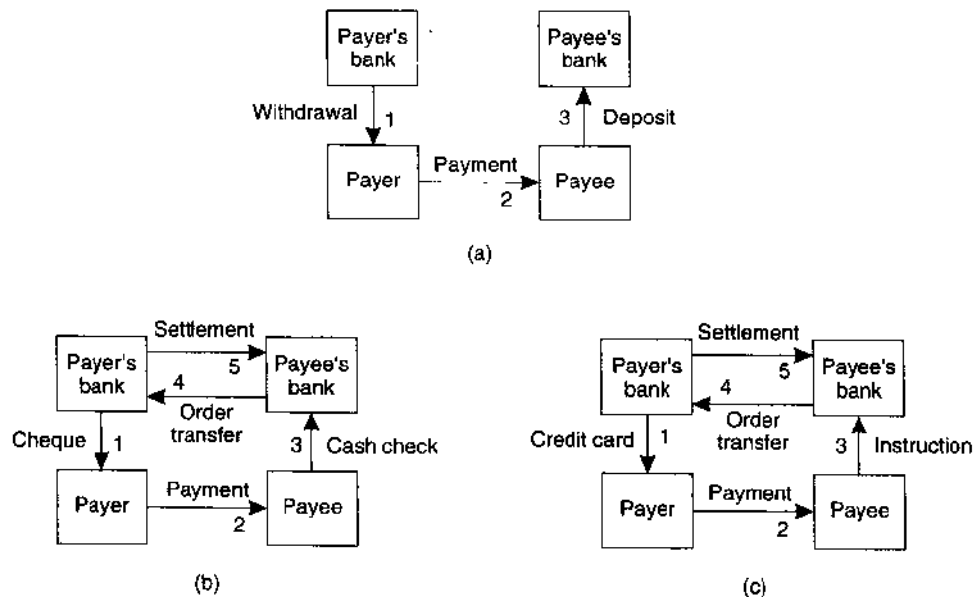 Payer's
bank
Payee's
bank
Withdrawal
1
3
Deposit
Payer
Payment
2
Payee
(a)
Settlement
5
Payer's
bank
Payee's
bank
4
Order
transfer
Cheque
1
3
Cash check
Payer
Payment
2
Payee
(b)
Settlement
5
Payer's
bank
Payee's
bank
4
Order
transfer
Credit card
1
3
Instruction
Payer
Payment
2
Payee
(c)